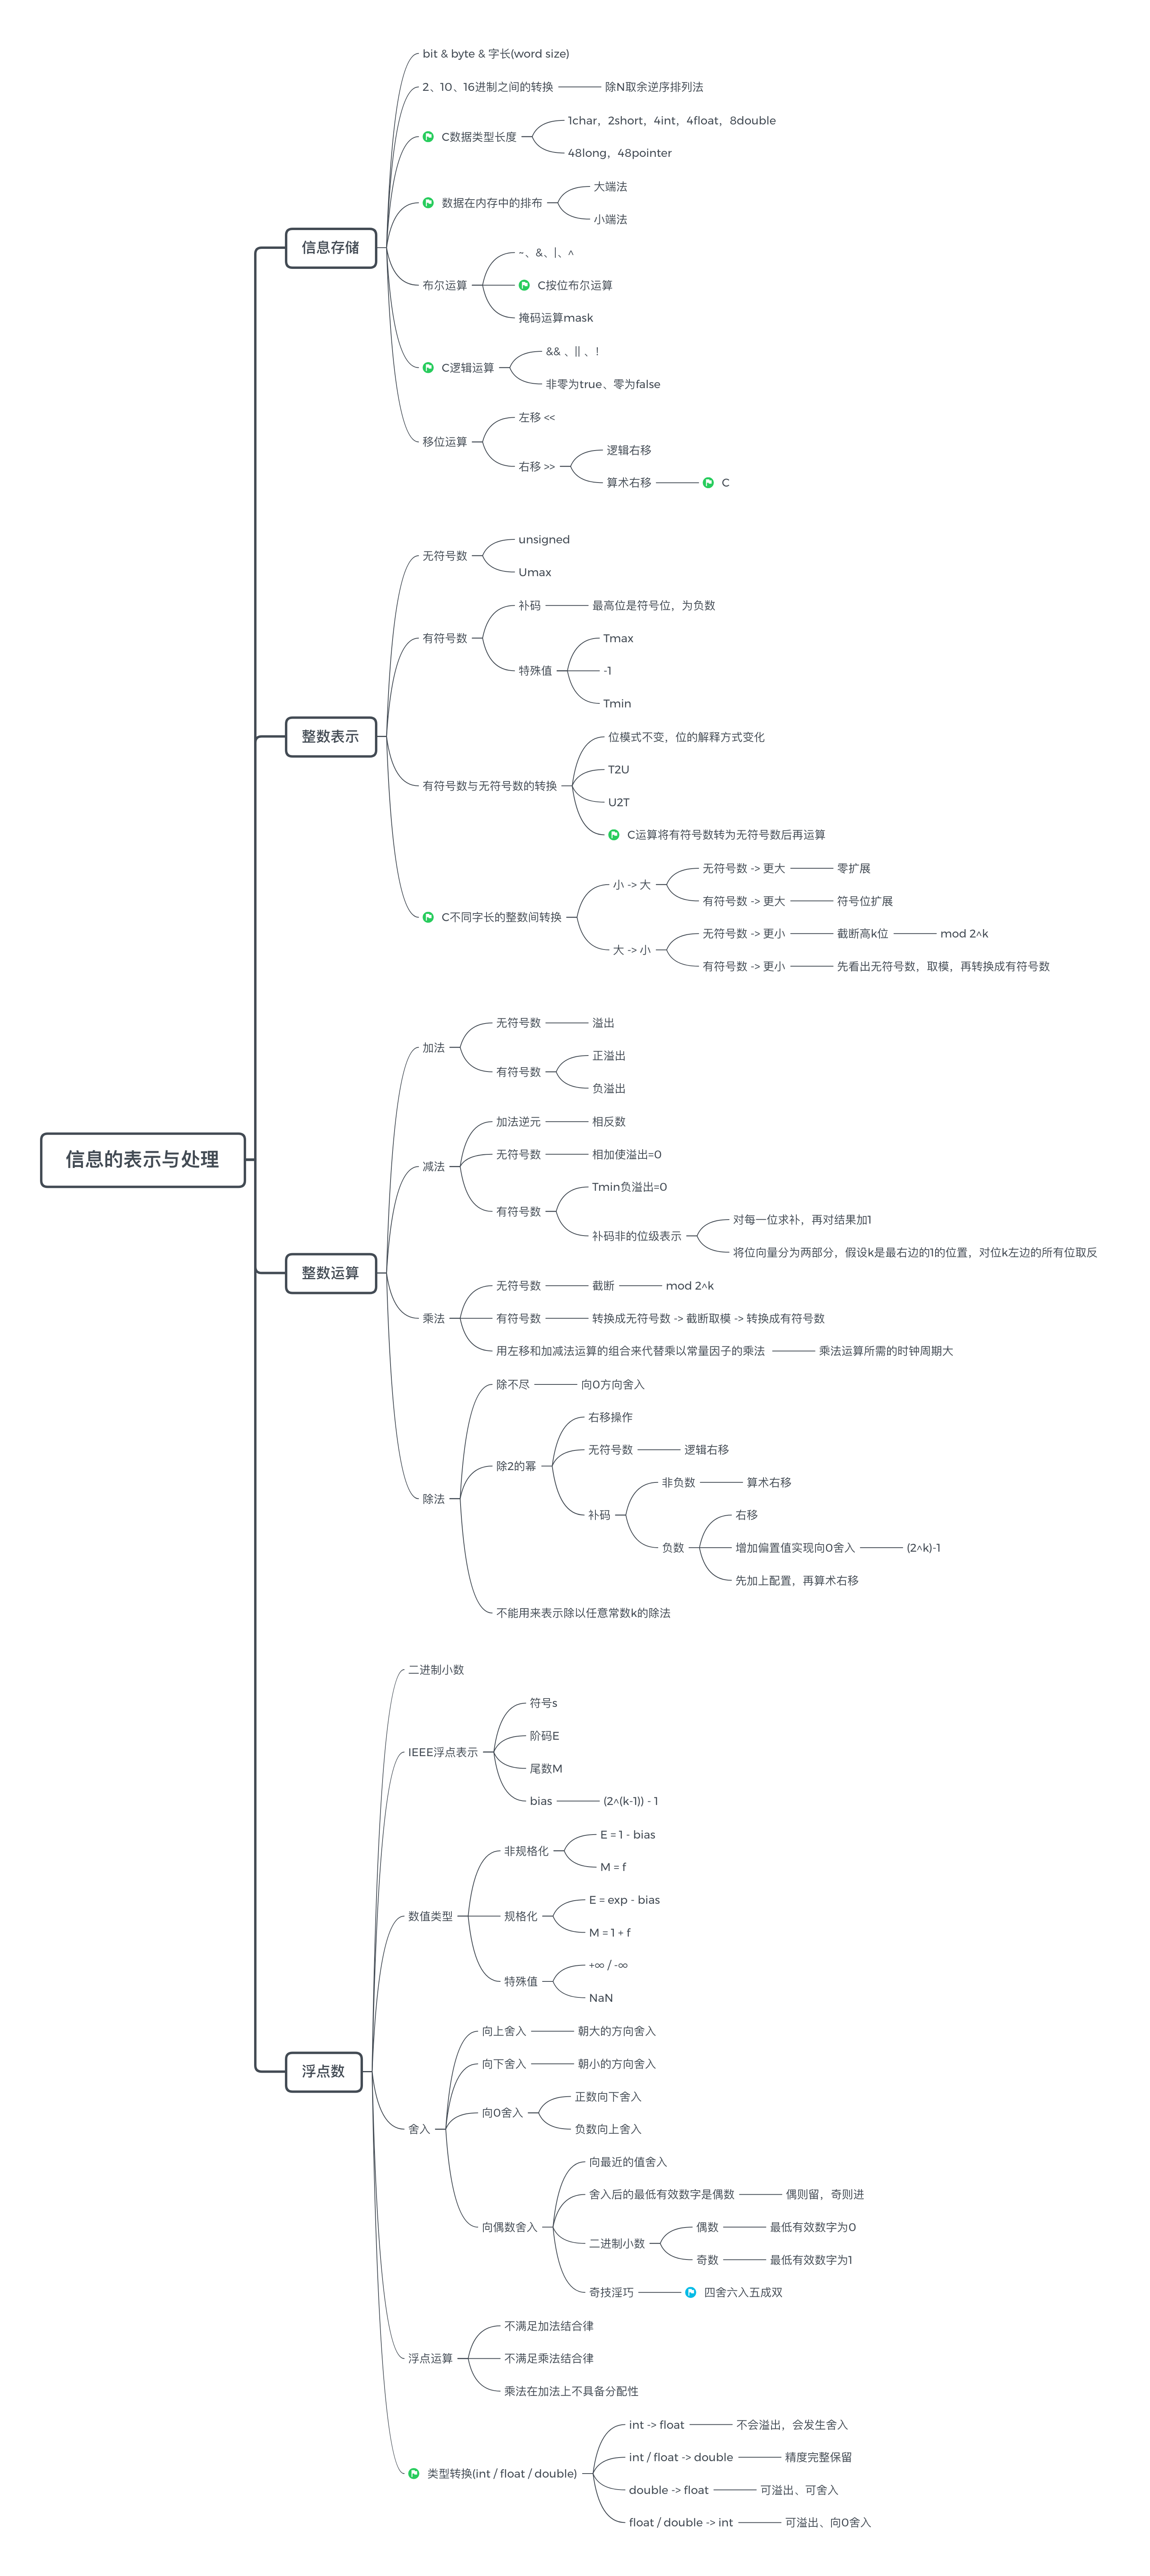 信息的表示与处理
信息存储
bit & byte & 字长(word size)
2、10、16进制之间的转换
除N取余逆序排列法
C数据类型长度
1char，2short，4int，4float，8double
48long，48pointer
数据在内存中的排布
大端法
小端法
布尔运算
~、&、|、^
C按位布尔运算
掩码运算mask
C逻辑运算
&& 、|| 、!
非零为true、零为false
移位运算
左移 <<
右移 >>
逻辑右移
算术右移
C
整数表示
无符号数
unsigned
Umax
有符号数
补码
最高位是符号位，为负数
特殊值
Tmax
-1
Tmin
有符号数与无符号数的转换
位模式不变，位的解释方式变化
T2U
U2T
C运算将有符号数转为无符号数后再运算
C不同字长的整数间转换
小 -> 大
无符号数 -> 更大
零扩展
有符号数 -> 更大
符号位扩展
大 -> 小
无符号数 -> 更小
截断高k位
mod 2^k
有符号数 -> 更小
先看出无符号数，取模，再转换成有符号数
整数运算
加法
无符号数
溢出
有符号数
正溢出
负溢出
减法
加法逆元
相反数
无符号数
相加使溢出=0
有符号数
Tmin负溢出=0
补码非的位级表示
对每一位求补，再对结果加1
将位向量分为两部分，假设k是最右边的1的位置，对位k左边的所有位取反
乘法
无符号数
截断
mod 2^k
有符号数
转换成无符号数 -> 截断取模 -> 转换成有符号数
用左移和加减法运算的组合来代替乘以常量因子的乘法
乘法运算所需的时钟周期大
除法
除不尽
向0方向舍入
除2的幂
右移操作
无符号数
逻辑右移
补码
非负数
算术右移
负数
右移
增加偏置值实现向0舍入
(2^k)-1
先加上配置，再算术右移
不能用来表示除以任意常数k的除法
浮点数
二进制小数
IEEE浮点表示
符号s
阶码E
尾数M
bias
(2^(k-1)) - 1
数值类型
非规格化
E = 1 - bias
M = f
规格化
E = exp - bias
M = 1 + f
特殊值
+∞ / -∞
NaN
舍入
向上舍入
朝大的方向舍入
向下舍入
朝小的方向舍入
向0舍入
正数向下舍入
负数向上舍入
向偶数舍入
向最近的值舍入
舍入后的最低有效数字是偶数
偶则留，奇则进
二进制小数
偶数
最低有效数字为0
奇数
最低有效数字为1
奇技淫巧
四舍六入五成双
浮点运算
不满足加法结合律
不满足乘法结合律
乘法在加法上不具备分配性
类型转换(int / float / double)
int -> float
不会溢出，会发生舍入
int / float -> double
精度完整保留
double -> float
可溢出、可舍入
float / double -> int
可溢出、向0舍入